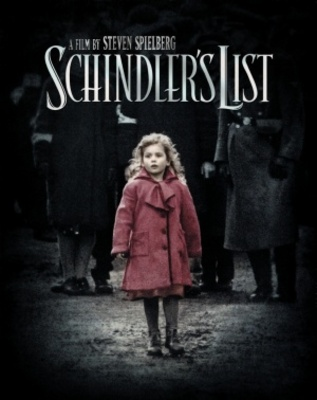 A FILM BY STEVEN SPIELBERG
SCHINDLER'S LIST